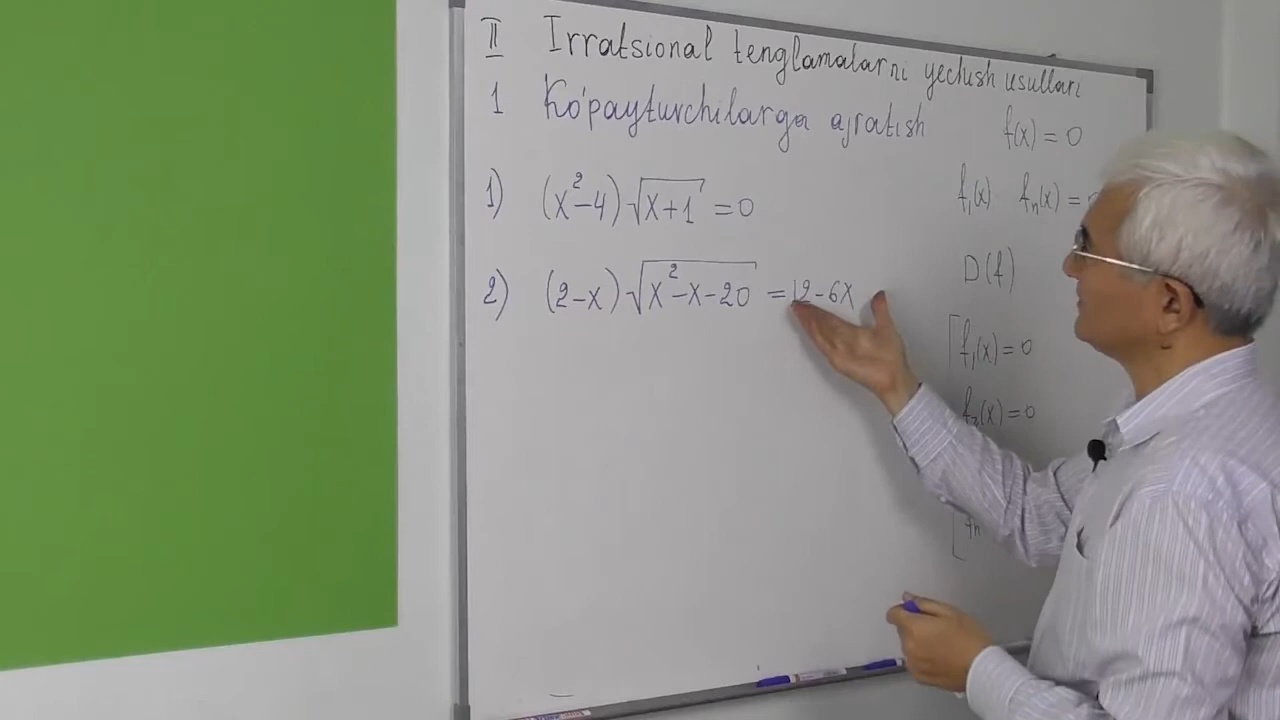 II Irratsional tenglamalarni yechish usullari
1 Ko'paytuvchilarga ajratish
f(x) = 0
1) (x²-4)√(x+1) = 0
f₁(x) fₙ(x) =
2) (2-x)√(x²-x-20) = 12-6x
D(f)
f₁(x) = 0
f₂(x) = 0